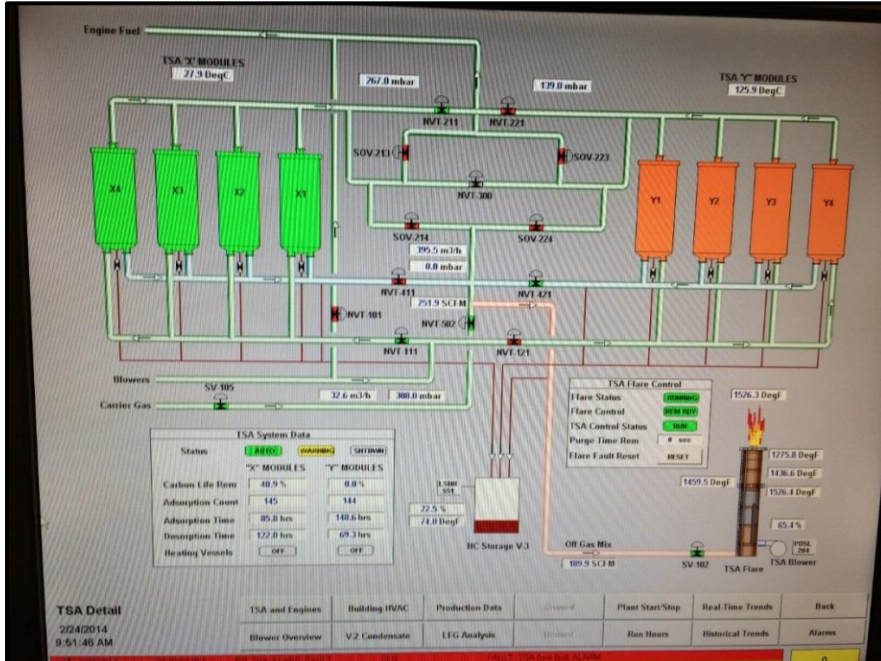 Engine Fuel
TSA "X" MODULES
27.9 DegC
267.0 mbar
139.0 mbar
TSA "Y" MODULES
125.9 DegC
NVT-211
NVT-221
SOV-213
SOV-223
X4
X3
X2
X1
Y1
Y2
Y3
Y4
NVT-300
SOV-214
SOV-224
395.5 m3/h
0.0 mbar
NVT-411
NVT-421
251.9 SCFM
NVT-101
NVT-502
NVT-111
NVT-121
Blowers
SV-105
Carrier Gas
32.6 m3/h
300.0 mbar
TSA Flare Control
Flare Status
RUNNING
Flare Control
REM RDY
TSA Control Status
RUN
Purge Time Rem
0 sec
Flare Fault Reset
RESET
1526.3 DegF
1275.8 DegF
1436.6 DegF
1459.5 DegF
1526.4 DegF
65.4 %
TSA System Data
Status
AUTO
WARNING
SHTDWN
"X" MODULES
"Y" MODULES
Carbon Life Rem
40.9 %
0.0 %
Adsorption Count
145
144
Adsorption Time
85.8 hrs
148.6 hrs
Desorption Time
122.0 hrs
69.3 hrs
Heating Vessels
OFF
OFF
22.5 %
74.0 DegF
HC Storage V-3
Off Gas Mix
189.9 SCFM
SV-182
TSA Flare
TSA Blower
TSA Detail
2/24/2014
9:51:46 AM
TSA and Engines
Building HVAC
Production Data
Unused
Plant Start/Stop
Real-Time Trends
Back
Blower Overview
V-2 Condensate
LFG Analysis
Unused
Run Hours
Historical Trends
Alarms
0